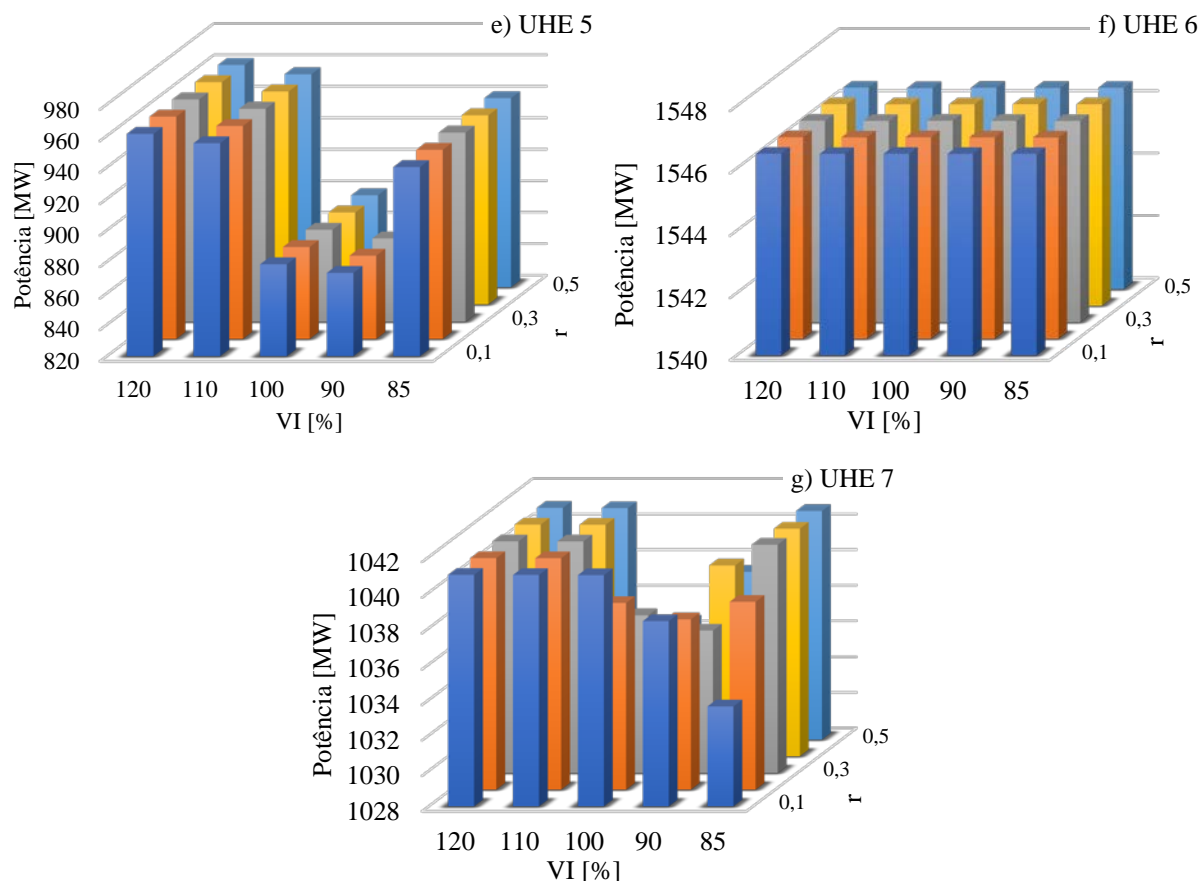 e) UHE 5
980
960
940
920
900
880
860
840
820
Potência [MW]
120 110 100 90 85
VI [%]
0,1
0,3
0,5
r
f) UHE 6
1548
1546
1544
1542
1540
Potência [MW]
120 110 100 90 85
VI [%]
0,1
0,3
0,5
r
g) UHE 7
1042
1040
1038
1036
1034
1032
1030
1028
Potência [MW]
120 110 100 90 85
VI [%]
0,1
0,3
0,5
r